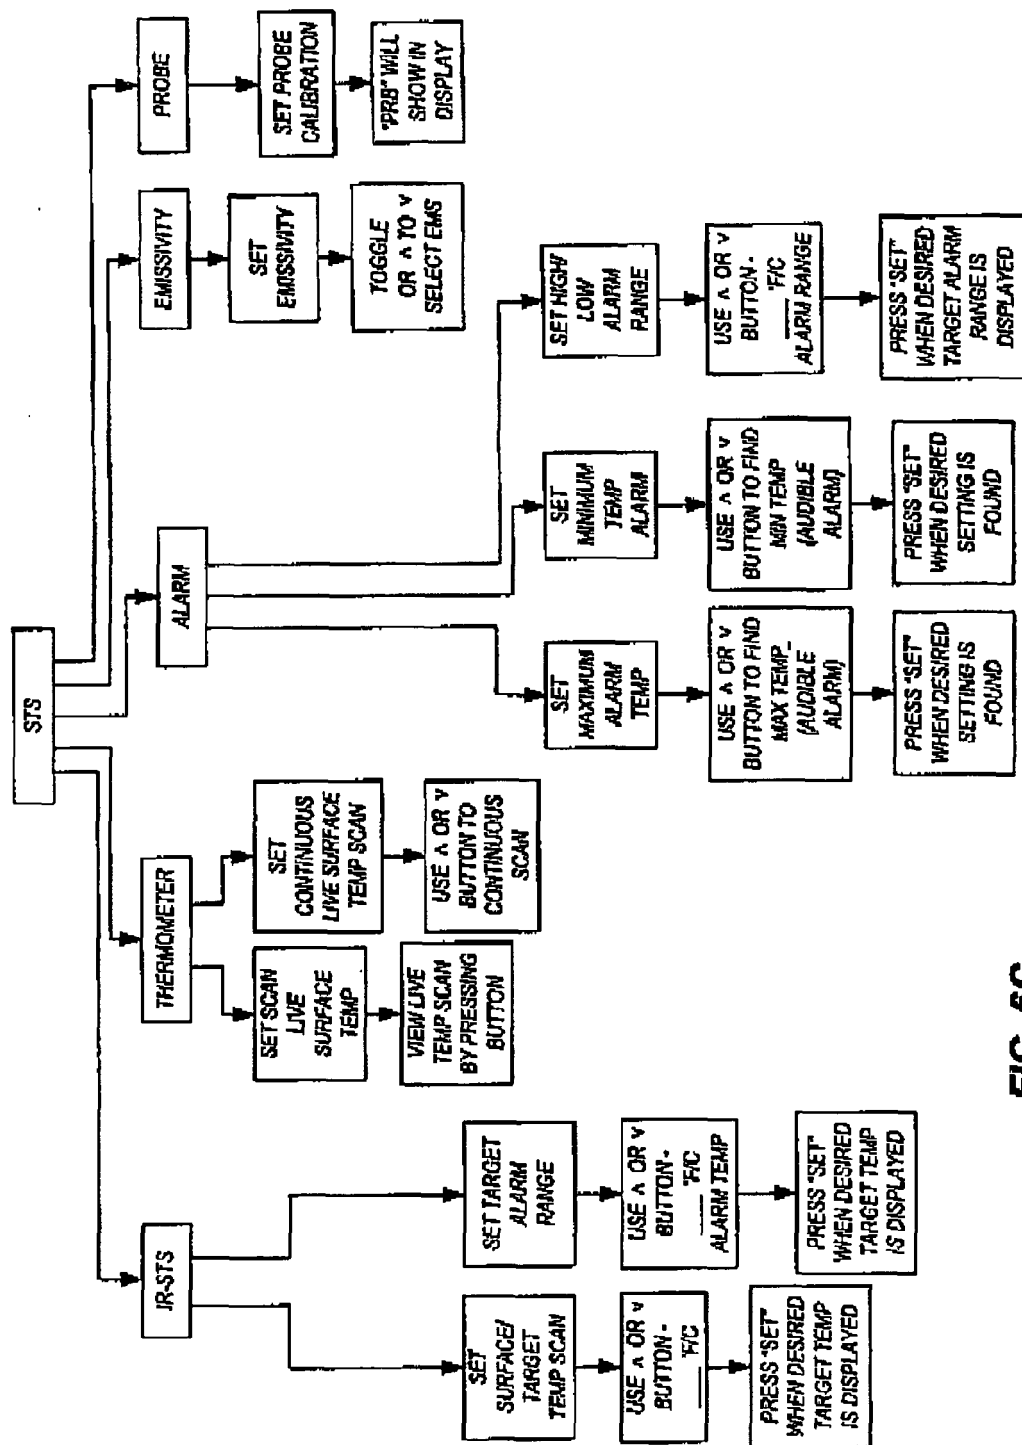 STS
IR-STS
THERMOMETER
ALARM
EMISSIVITY
PROBE
SET
SURFACE/
TARGET
TEMP SCAN
USE ʌ OR v
BUTTON -
____ °F/C
PRESS "SET"
WHEN DESIRED
TARGET TEMP
IS DISPLAYED
SET TARGET
ALARM
RANGE
USE ʌ OR v
BUTTON -
____ °F/C
ALARM TEMP
PRESS "SET"
WHEN DESIRED
TARGET TEMP
IS DISPLAYED
SET SCAN
LIVE
SURFACE
TEMP
VIEW LIVE
TEMP SCAN
BY PRESSING
BUTTON
SET
CONTINUOUS
LIVE SURFACE
TEMP SCAN
USE ʌ OR v
BUTTON TO
CONTINUOUS
SCAN
SET
MAXIMUM
ALARM
TEMP
USE ʌ OR v
BUTTON TO FIND
MAX TEMP_
(AUDIBLE
ALARM)
PRESS "SET"
WHEN DESIRED
SETTING IS
FOUND
SET
MINIMUM
TEMP
ALARM
USE ʌ OR v
BUTTON TO FIND
MIN TEMP
(AUDIBLE
ALARM)
PRESS "SET"
WHEN DESIRED
SETTING IS
FOUND
SET HIGH/
LOW
ALARM
RANGE
USE ʌ OR v
BUTTON -
____ °F/C
ALARM RANGE
PRESS "SET"
WHEN DESIRED
TARGET ALARM
RANGE IS
DISPLAYED
SET
EMISSIVITY
TOGGLE
OR ʌ TO v
SELECT EMS
SET PROBE
CALIBRATION
"PRB" WILL
SHOW IN
DISPLAY
FIG. 6C